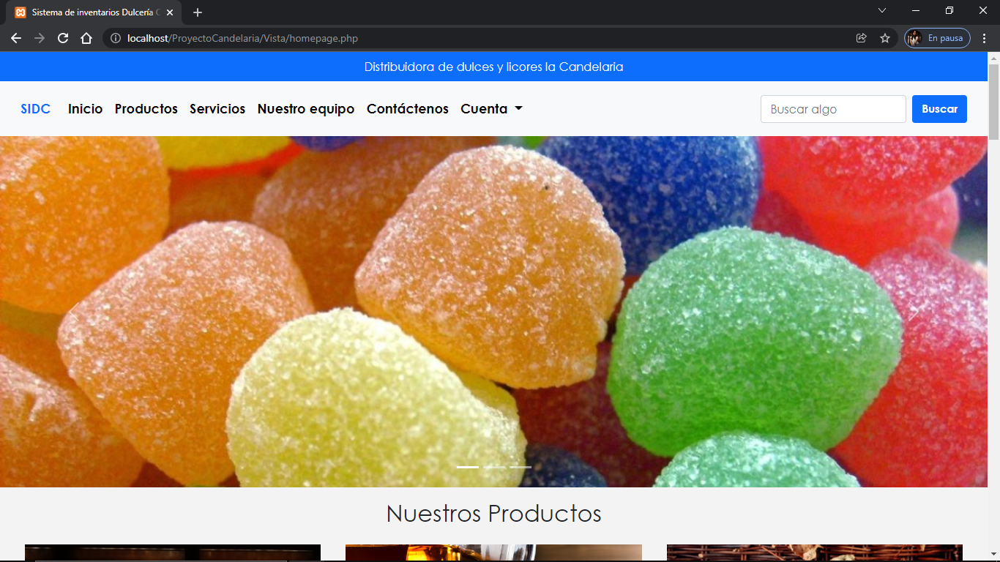 Sistema de inventarios Dulcería
En pausa
localhost/ProyectoCandelaria/Vista/homepage.php
Distribuidora de dulces y licores la Candelaria
SIDC Inicio Productos Servicios Nuestro equipo Contáctenos Cuenta Buscar algo Buscar
Nuestros Productos